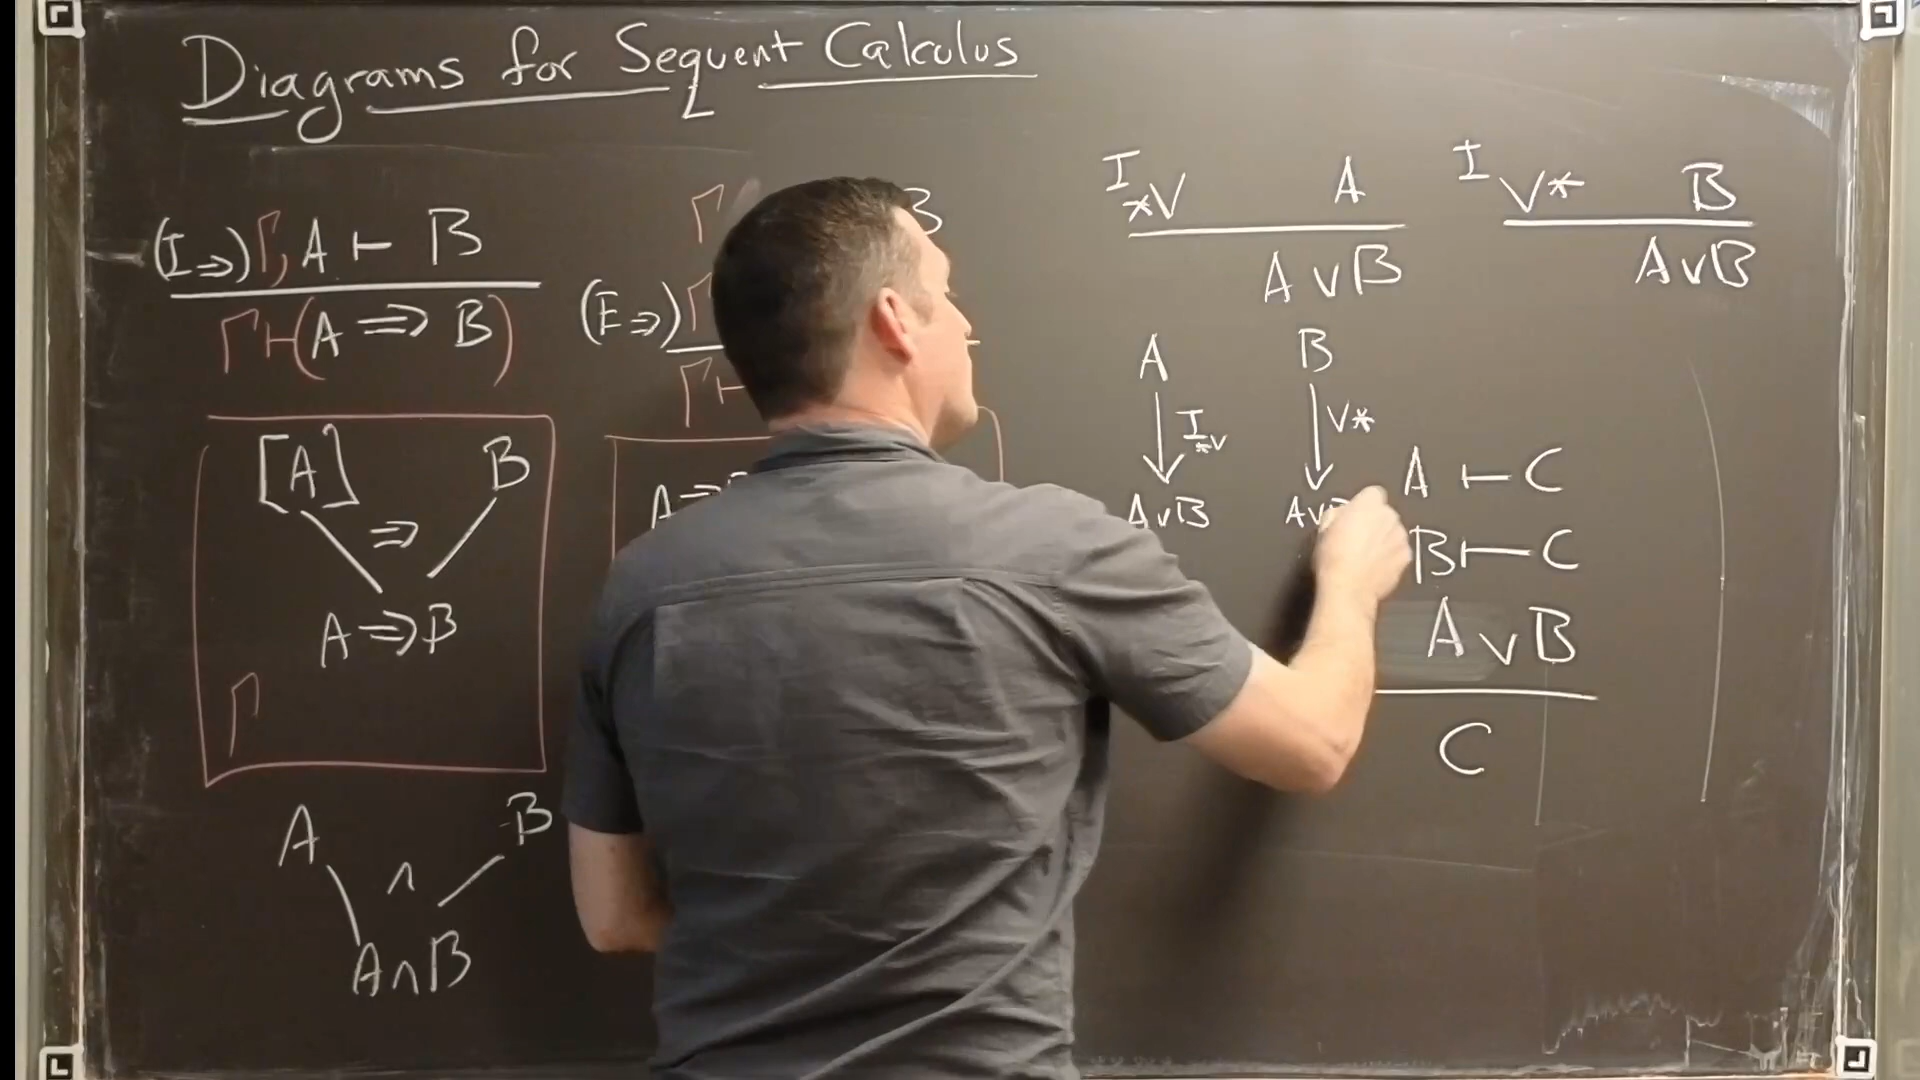 Diagrams for Sequent Calculus
(I⇒) Γ, A ⊢ B
Γ ⊢ (A ⇒ B)
[A] B
⇒
A ⇒ B
Γ
A B
∧
A∧B
Γ B
(E⇒) Γ
Γ ⊢
A ⇒
I *∨ A
A ∨ B
I ∨* B
A∨B
A B
I *∨ ∨*
A∨B A∨
A ⊢ C
B ⊢ C
A ∨ B
C